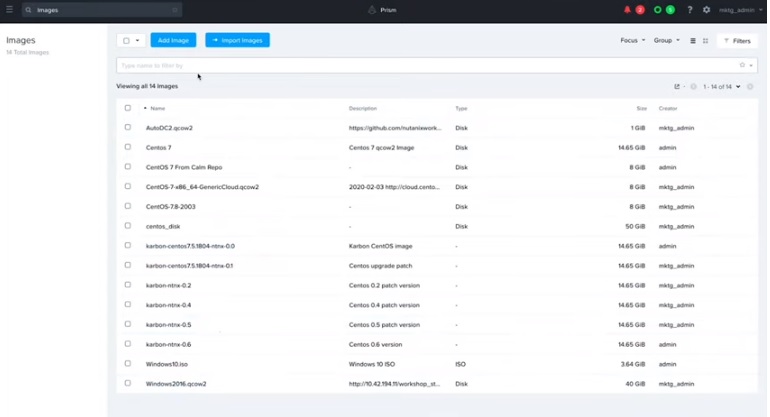 Images
Prism
2
5
?
mktg_admin
Images
14 Total Images
Add Image
Import Images
Focus
Group
Filters
Type name to filter by
Viewing all 14 Images
1 - 14 of 14
Name Description Type Size Creator
AutoDC2.qcow2 https://github.com/nutanixwork... Disk 1 GiB mktg_admin
Centos 7 Centos 7 qcow2 Image Disk 14.65 GiB admin
CentOS 7 From Calm Repo - Disk 8 GiB admin
CentOS-7-x86_64-GenericCloud.qcow2 2020-02-03 http://cloud.cento... Disk 8 GiB mktg_admin
CentOS-7.8-2003 - Disk 8 GiB mktg_admin
centos_disk - Disk 50 GiB mktg_admin
karbon-centos7.5.1804-ntnx-0.0 Karbon CentOS image - 14.65 GiB admin
karbon-centos7.5.1804-ntnx-0.1 Centos upgrade patch - 14.65 GiB mktg_admin
karbon-ntnx-0.2 Centos 0.2 patch version - 14.65 GiB mktg_admin
karbon-ntnx-0.4 Centos 0.4 patch version - 14.65 GiB mktg_admin
karbon-ntnx-0.5 Centos 0.5 patch version - 14.65 GiB mktg_admin
karbon-ntnx-0.6 Centos 0.6 version - 14.65 GiB admin
Windows10.iso Windows 10 ISO ISO 3.64 GiB admin
Windows2016.qcow2 http://10.42.194.11/workshop_st... Disk 40 GiB mktg_admin